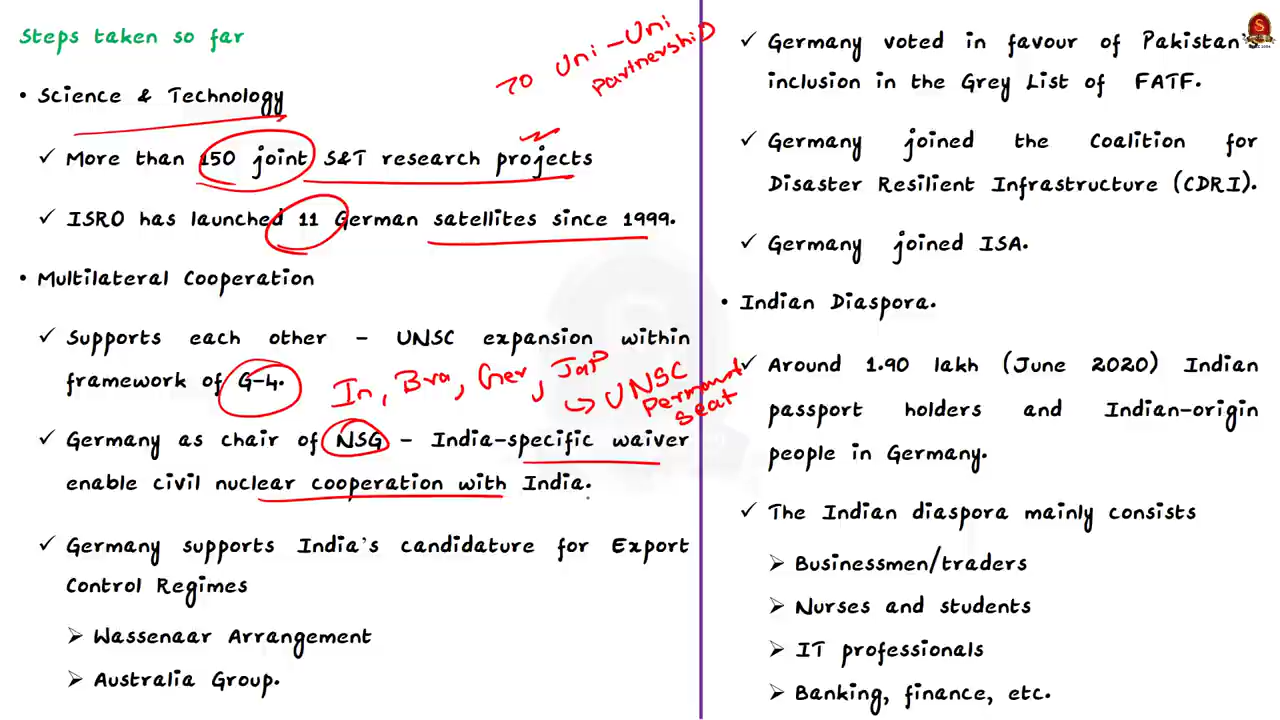 Steps taken so far
• Science & Technology
70 Uni-Uni
partnership
✓ More than 150 joint S&T research projects
✓ ISRO has launched 11 German satellites since 1999.
• Multilateral Cooperation
✓ Supports each other - UNSC expansion within
framework of G-4.
In, Bra, Ger, Jap
→ UNSC
permanent
seat
✓ Germany as chair of NSG - India-specific waiver
enable civil nuclear cooperation with India.
✓ Germany supports India's candidature for Export
Control Regimes
➢ Wassenaar Arrangement
➢ Australia Group.
✓ Germany voted in favour of Pakistan'
inclusion in the Grey List of FATF.
✓ Germany joined the Coalition for
Disaster Resilient Infrastructure (CDRI).
✓ Germany joined ISA.
• Indian Diaspora.
✓ Around 1.90 lakh (June 2020) Indian
passport holders and Indian-origin
people in Germany.
✓ The Indian diaspora mainly consists
➢ Businessmen/traders
➢ Nurses and students
➢ IT professionals
➢ Banking, finance, etc.